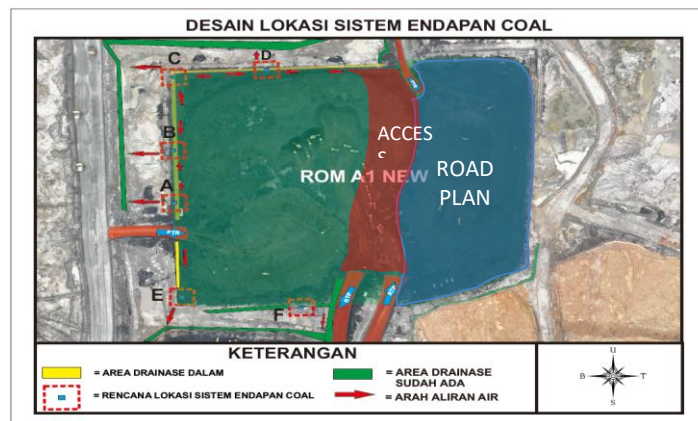 DESAIN LOKASI SISTEM ENDAPAN COAL
C
D
B
A
E
F
ACCES
S
ROM A1 NEW
ROAD
PLAN
KETERANGAN
= AREA DRAINASE DALAM
= RENCANA LOKASI SISTEM ENDAPAN COAL
= AREA DRAINASE
SUDAH ADA
= ARAH ALIRAN AIR
U
B
T
S